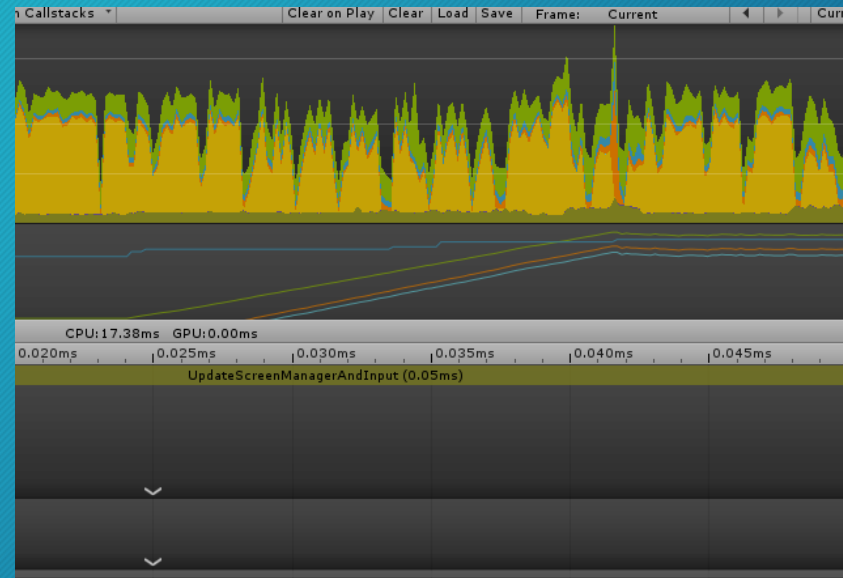 n Callstacks Clear on Play Clear Load Save Frame: Current Curr
CPU:17.38ms GPU:0.00ms
0.020ms 0.025ms 0.030ms 0.035ms 0.040ms 0.045ms
UpdateScreenManagerAndInput (0.05ms)